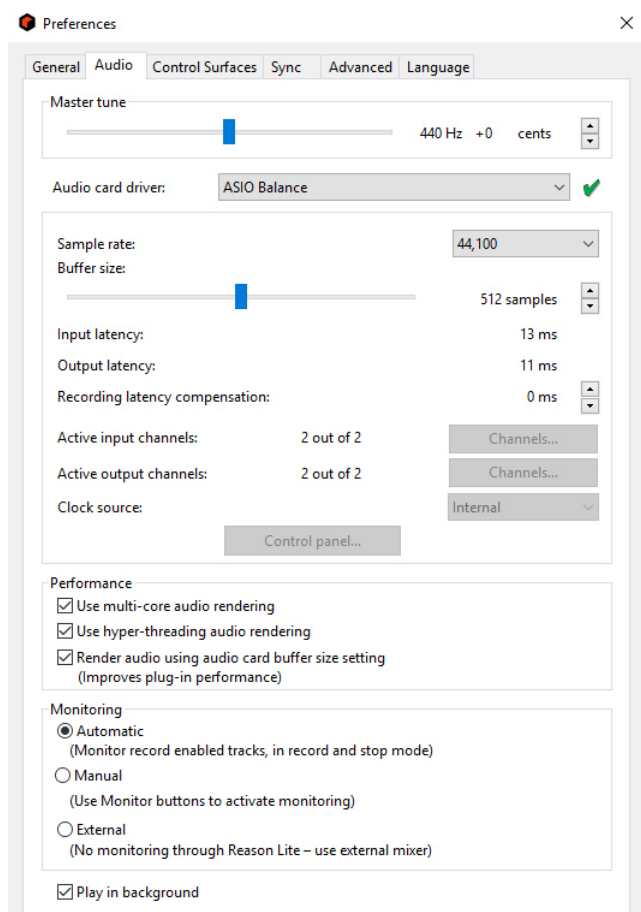 Preferences
General Audio Control Surfaces Sync Advanced Language
Master tune
440 Hz +0 cents
Audio card driver: ASIO Balance
Sample rate: 44,100
Buffer size:
512 samples
Input latency: 13 ms
Output latency: 11 ms
Recording latency compensation: 0 ms
Active input channels: 2 out of 2 Channels...
Active output channels: 2 out of 2 Channels...
Clock source: Internal
Control panel...
Performance
Use multi-core audio rendering
Use hyper-threading audio rendering
Render audio using audio card buffer size setting
(Improves plug-in performance)
Monitoring
Automatic
(Monitor record enabled tracks, in record and stop mode)
Manual
(Use Monitor buttons to activate monitoring)
External
(No monitoring through Reason Lite – use external mixer)
Play in background